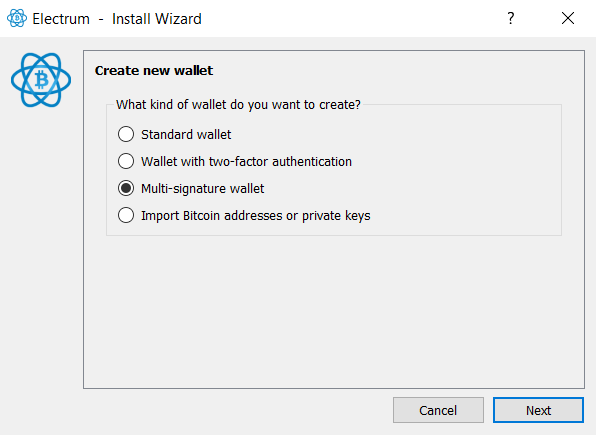 Electrum - Install Wizard
Create new wallet
What kind of wallet do you want to create?
Standard wallet
Wallet with two-factor authentication
Multi-signature wallet
Import Bitcoin addresses or private keys
Cancel
Next